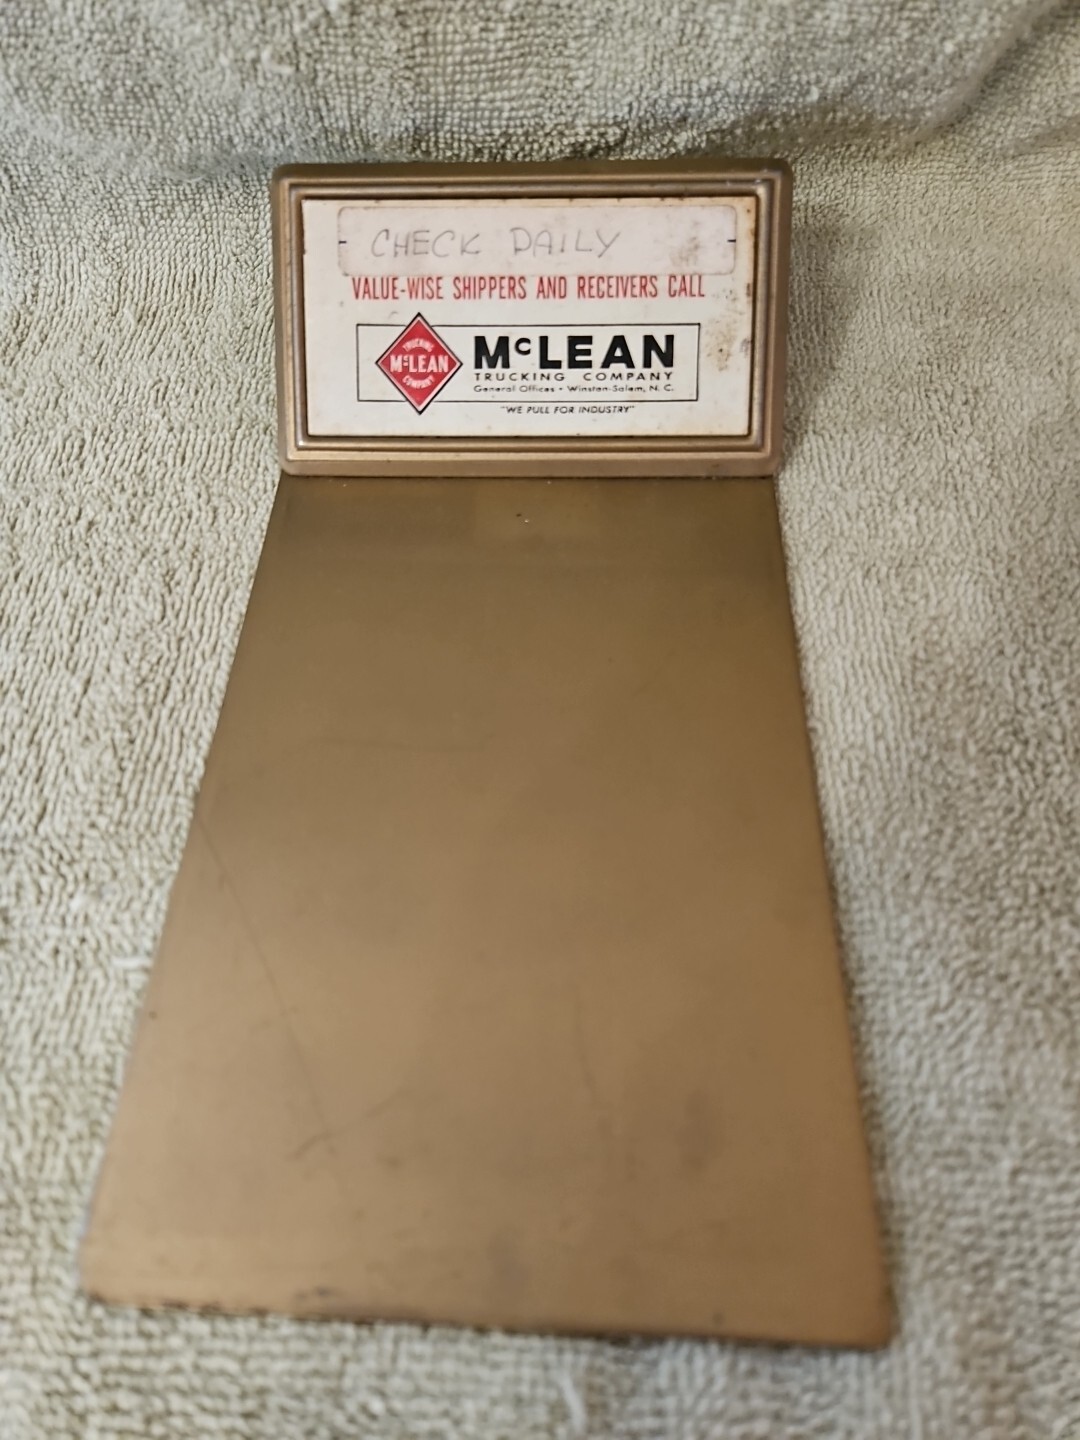 CHECK DAILY
VALUE-WISE SHIPPERS AND RECEIVERS CALL
TRUCKING
McLEAN
COMPANY
McLEAN
TRUCKING COMPANY
General Offices • Winston-Salem, N. C.
"WE PULL FOR INDUSTRY"